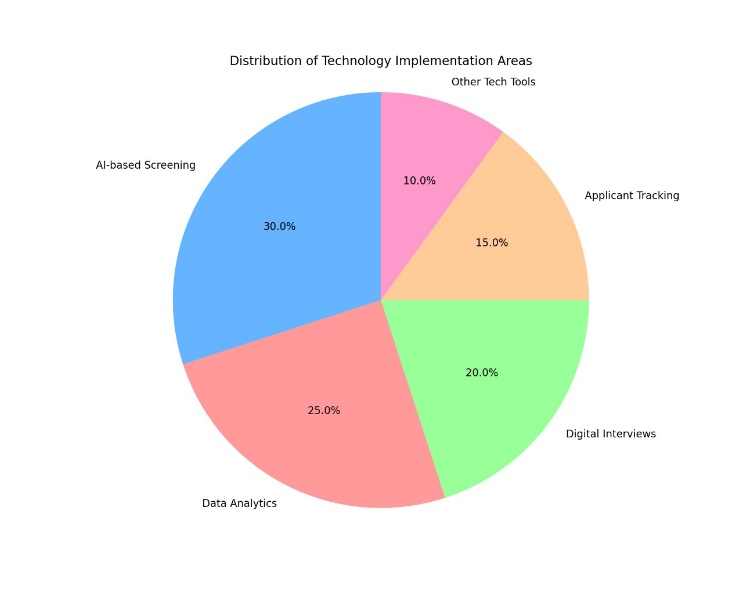 Distribution of Technology Implementation Areas
Other Tech Tools
AI-based Screening
10.0%
Applicant Tracking
30.0%
15.0%
20.0%
25.0%
Digital Interviews
Data Analytics